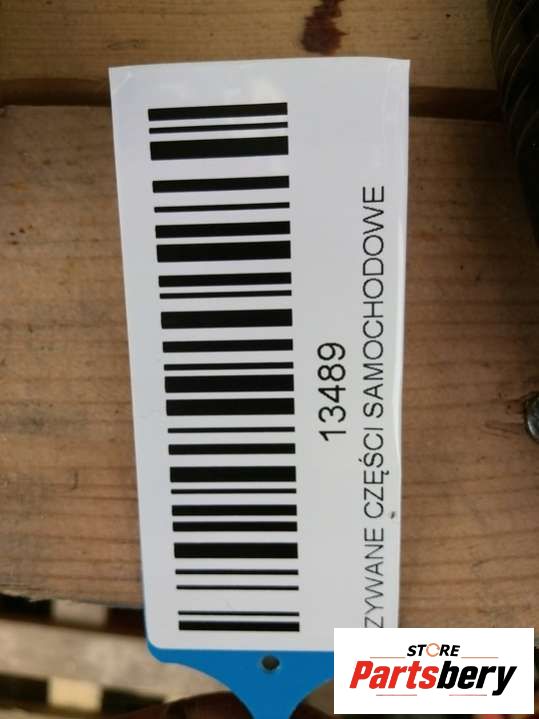 13489
ZYWANE CZĘŚCI SAMOCHODOWE
STORE
Partsbery